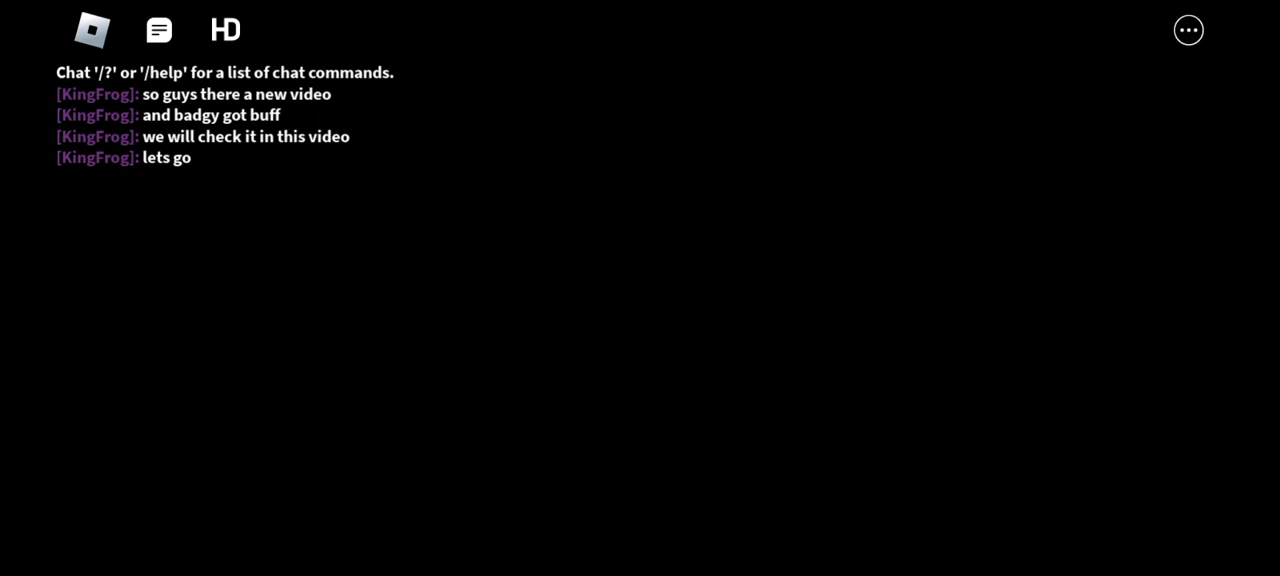 HD
Chat '/?' or '/help' for a list of chat commands.
[KingFrog]: so guys there a new video
[KingFrog]: and badgy got buff
[KingFrog]: we will check it in this video
[KingFrog]: lets go